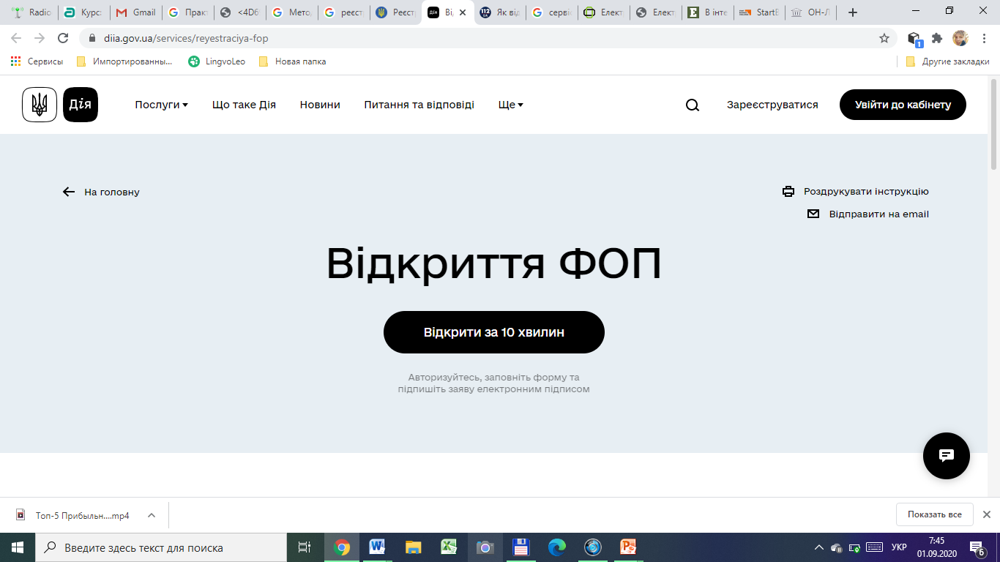 Radio
Курс:
Gmail
Практ
<4D6
Мето,
реєст
Реєст
Ві,
Як від
серві
Елект
Елект
В інте
StartE
ОН-Л
diia.gov.ua/services/reyestraciya-fop
Сервисы
Импортированны...
LingvoLeo
Новая папка
Другие закладки
Дія
Послуги
Що таке Дія
Новини
Питання та відповіді
Ще
Зареєструватися
Увійти до кабінету
На головну
Роздрукувати інструкцію
Відправити на email
Відкриття ФОП
Відкрити за 10 хвилин
Авторизуйтесь, заповніть форму та
підпишіть заяву електронним підписом
Топ-5 Прибыльн....mp4
Показать все
Введите здесь текст для поиска
УКР
7:45
01.09.2020
6